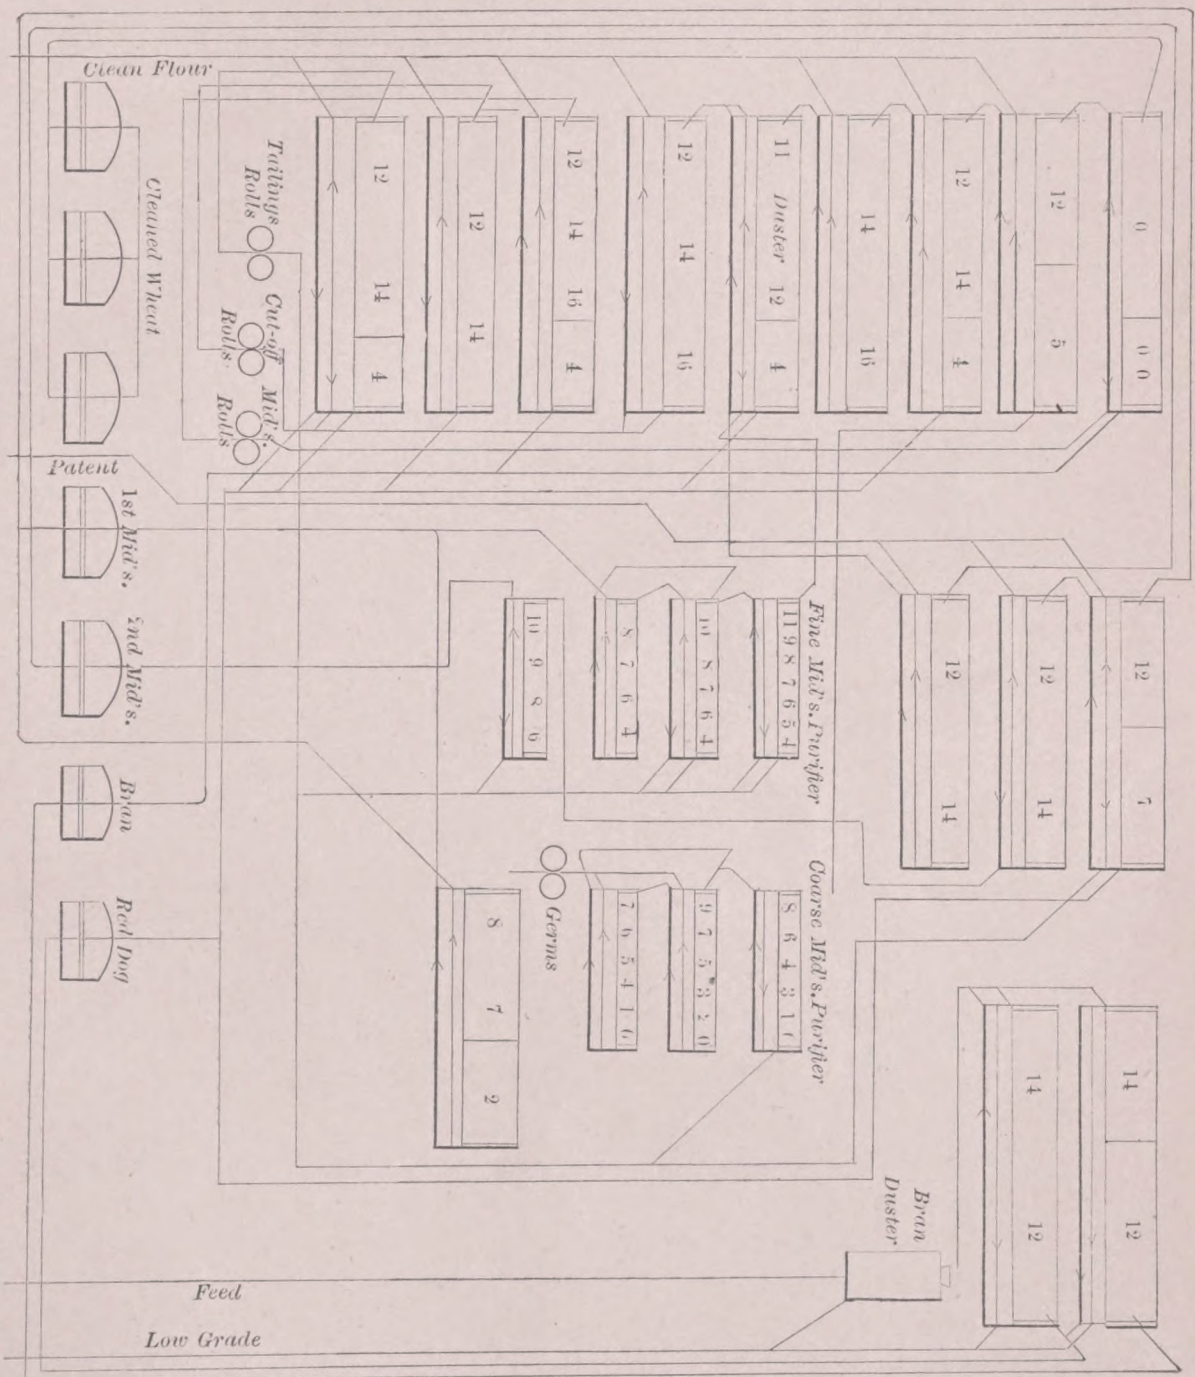 Clean Flour
Cleaned Wheat
Tailings
Rolls
Cut-off
Rolls
Mid's.
Rolls
12 14 4
12 14
12 14 16 4
12 14 16
11 Duster 12 4
14 16
12 14 4
12 5
0 00
Patent
1st Mid's.
2nd Mid's.
Bran
Red Dog
10 9 8 6
8 7 6 4
10 8 7 6 4
11 9 8 7 6 5 4
Fine Mid's. Purifier
12 14
12 14
12 7
8 7 2
Germs
7 6 5 4 1 0
9 7 5 3 2 0
8 6 4 3 1
Coarse Mid's. Purifier
14 12
14 12
Bran
Duster
Feed
Low Grade